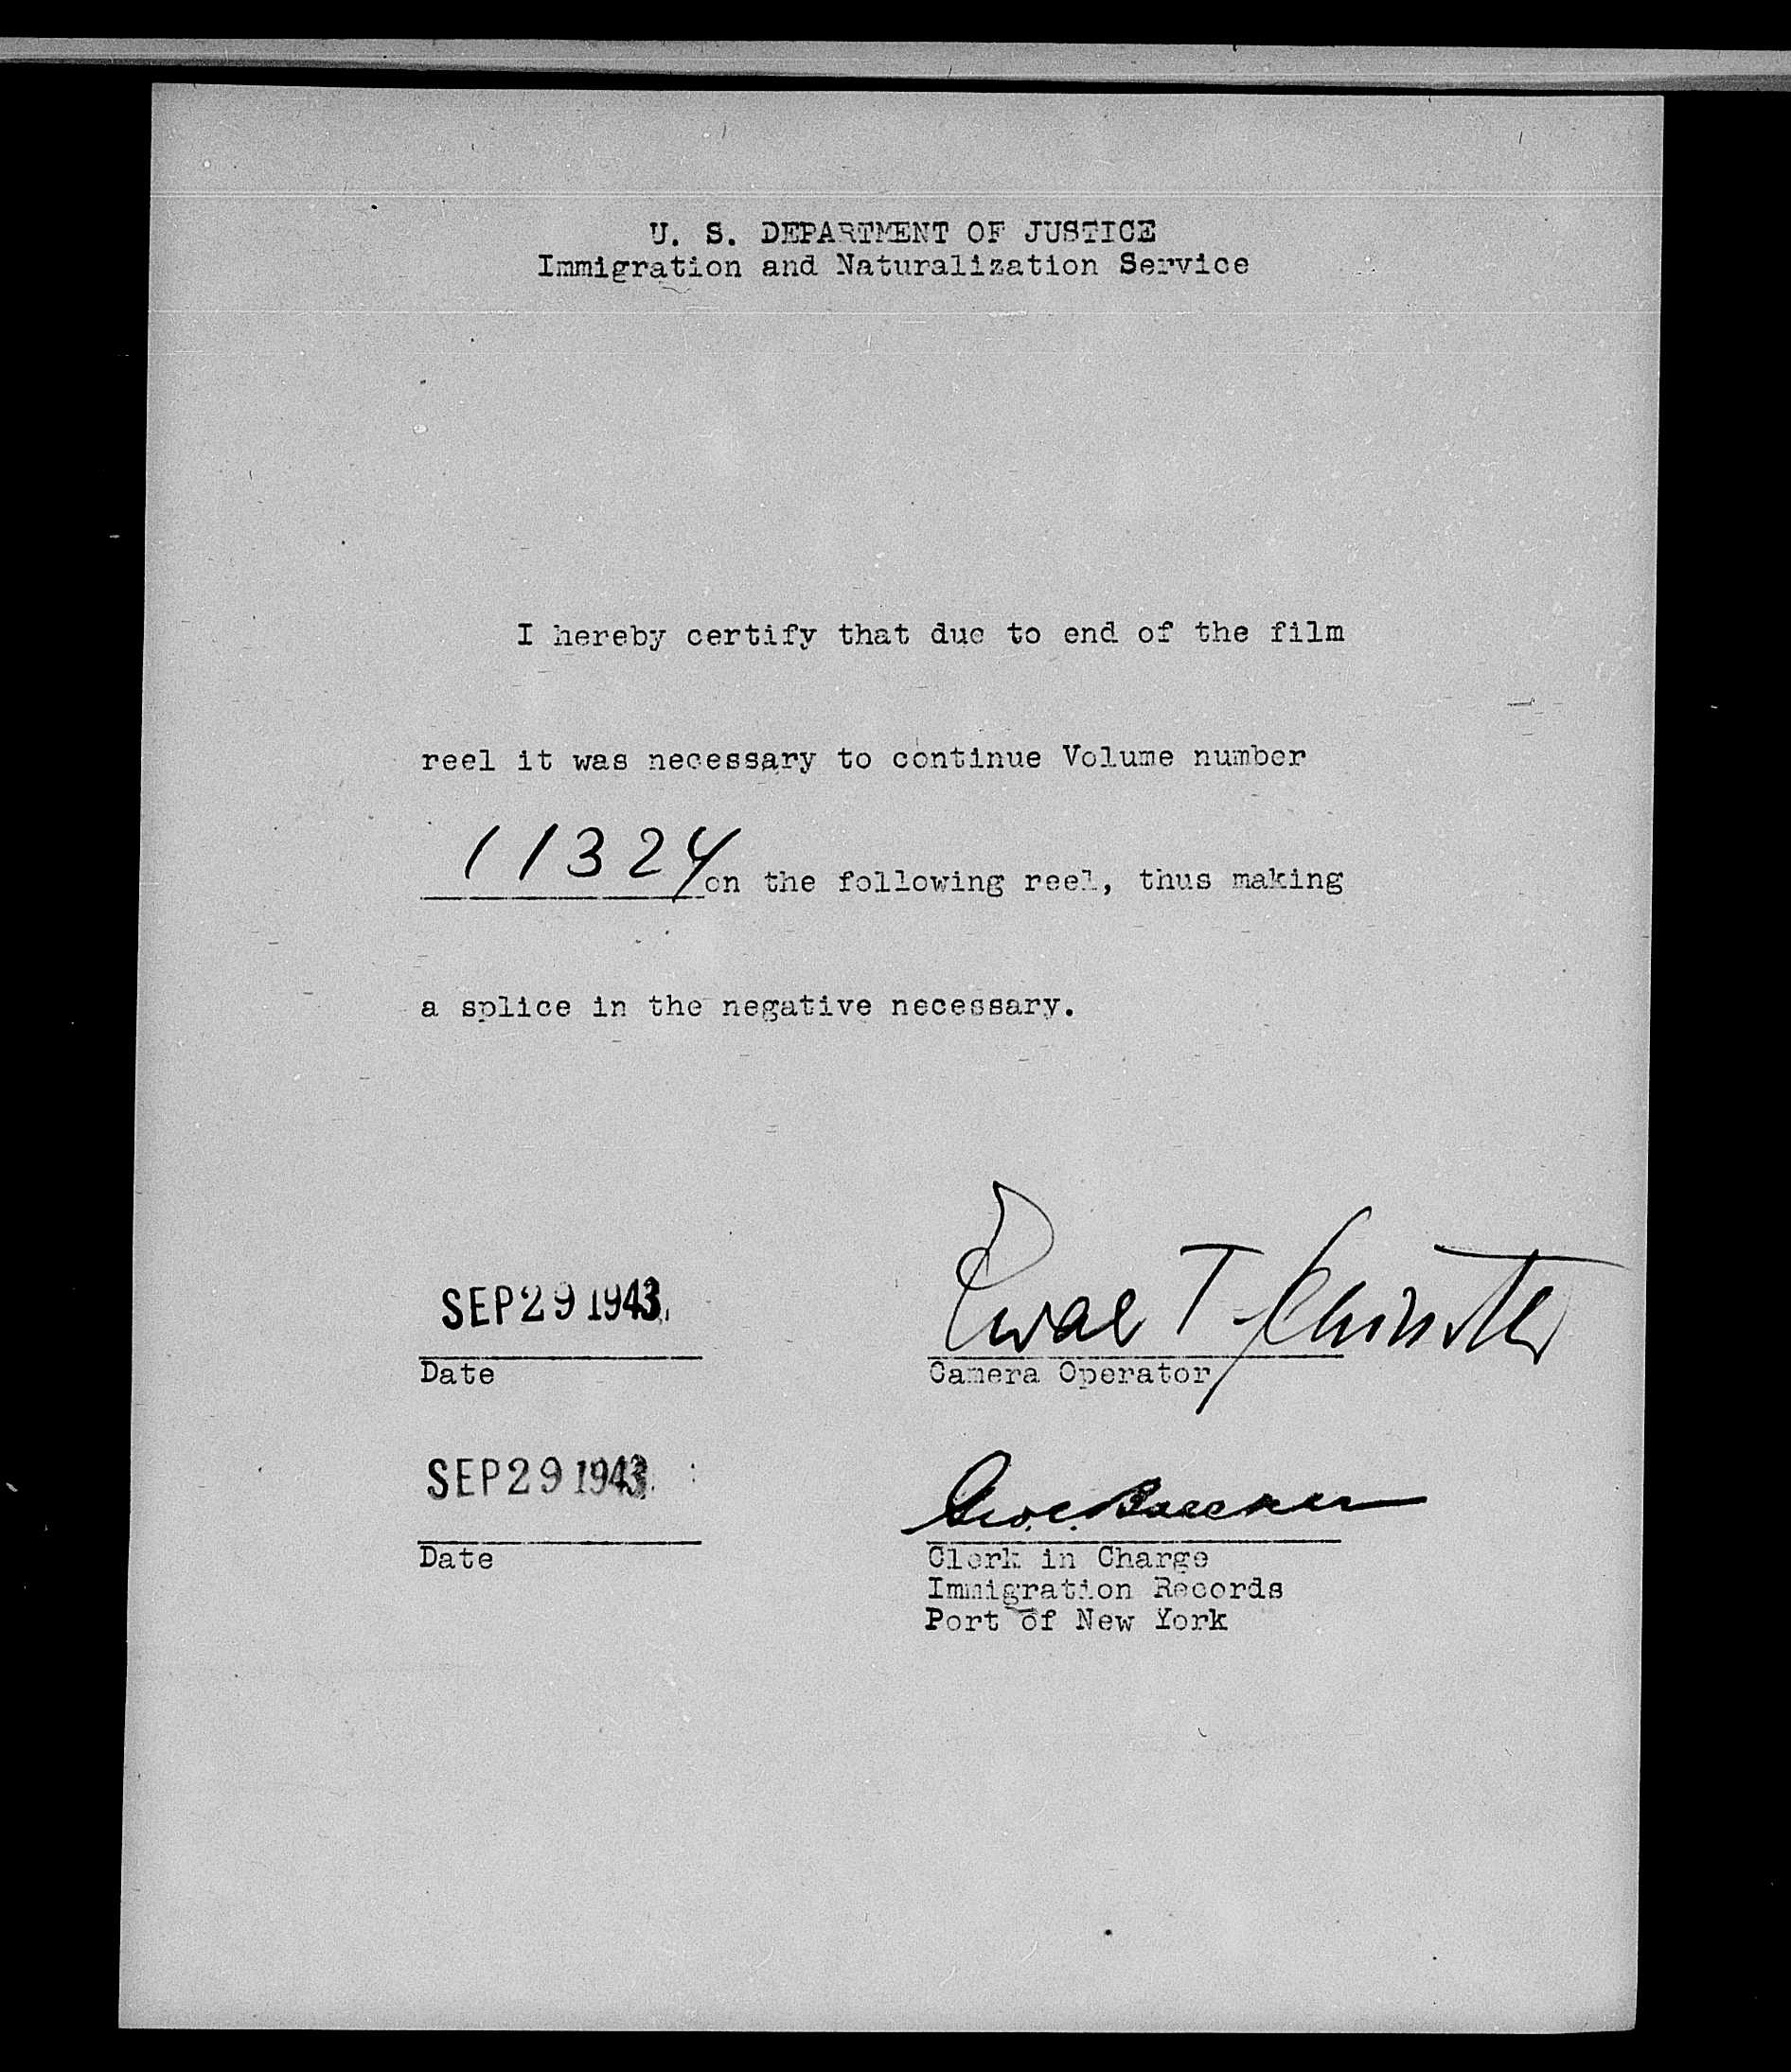 U. S. DEPARTMENT OF JUSTICE
Immigration and Naturalization Service
I hereby certify that due to end of the film
reel it was necessary to continue Volume number
11324 on the following reel, thus making
a splice in the negative necessary.
SEP 29 1943
Date
Camera Operator
SEP 29 1943
Date
Geo. C.
Clerk in Charge
Immigration Records
Port of New York